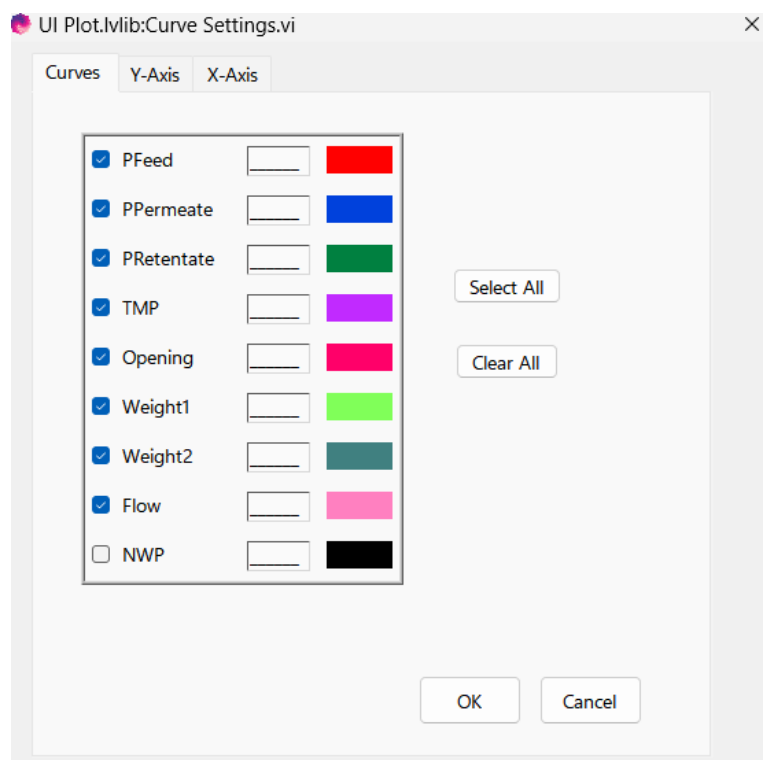 UI Plot.lvlib:Curve Settings.vi
Curves Y-Axis X-Axis
PFeed
PPermeate
PRetentate
TMP
Opening
Weight1
Weight2
Flow
NWP
Select All
Clear All
OK Cancel